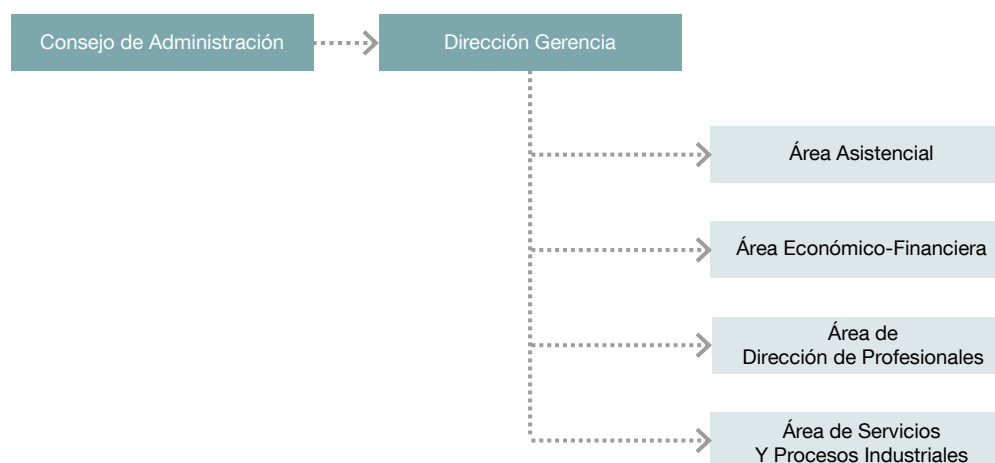 Consejo de Administración
Dirección Gerencia
Área Asistencial
Área Económico-Financiera
Área de
Dirección de Profesionales
Área de Servicios
Y Procesos Industriales